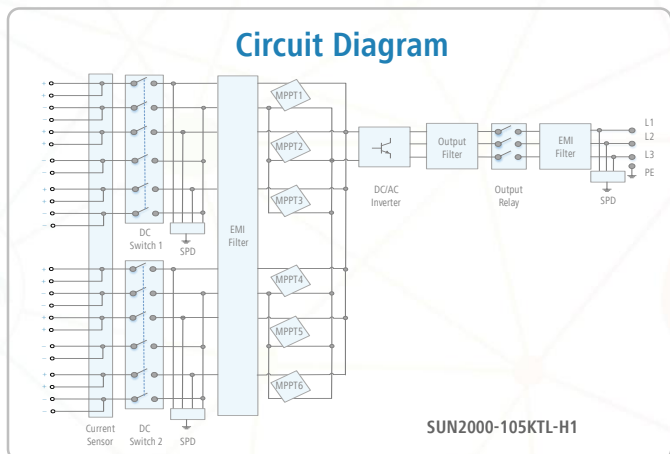 Circuit Diagram
MPPT1
MPPT2
MPPT3
MPPT4
MPPT5
MPPT6
DC
Switch 1
SPD
EMI
Filter
DC/AC
Inverter
Output
Filter
Output
Relay
EMI
Filter
L1
L2
L3
PE
SPD
Current
Sensor
DC
Switch 2
SPD
SUN2000-105KTL-H1